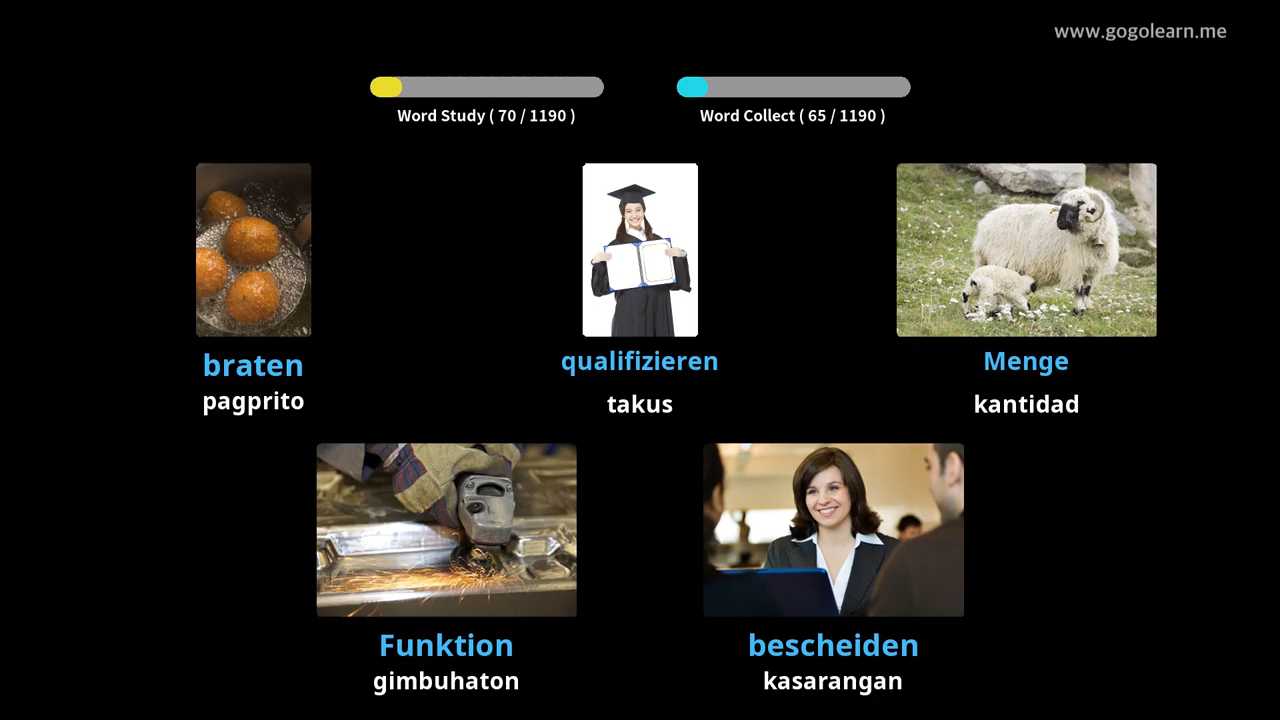 www.gogolearn.me
Word Study ( 70 / 1190 )
Word Collect ( 65 / 1190 )
braten
pagprito
qualifizieren
takus
Menge
kantidad
Funktion
gimbuhaton
bescheiden
kasarangan